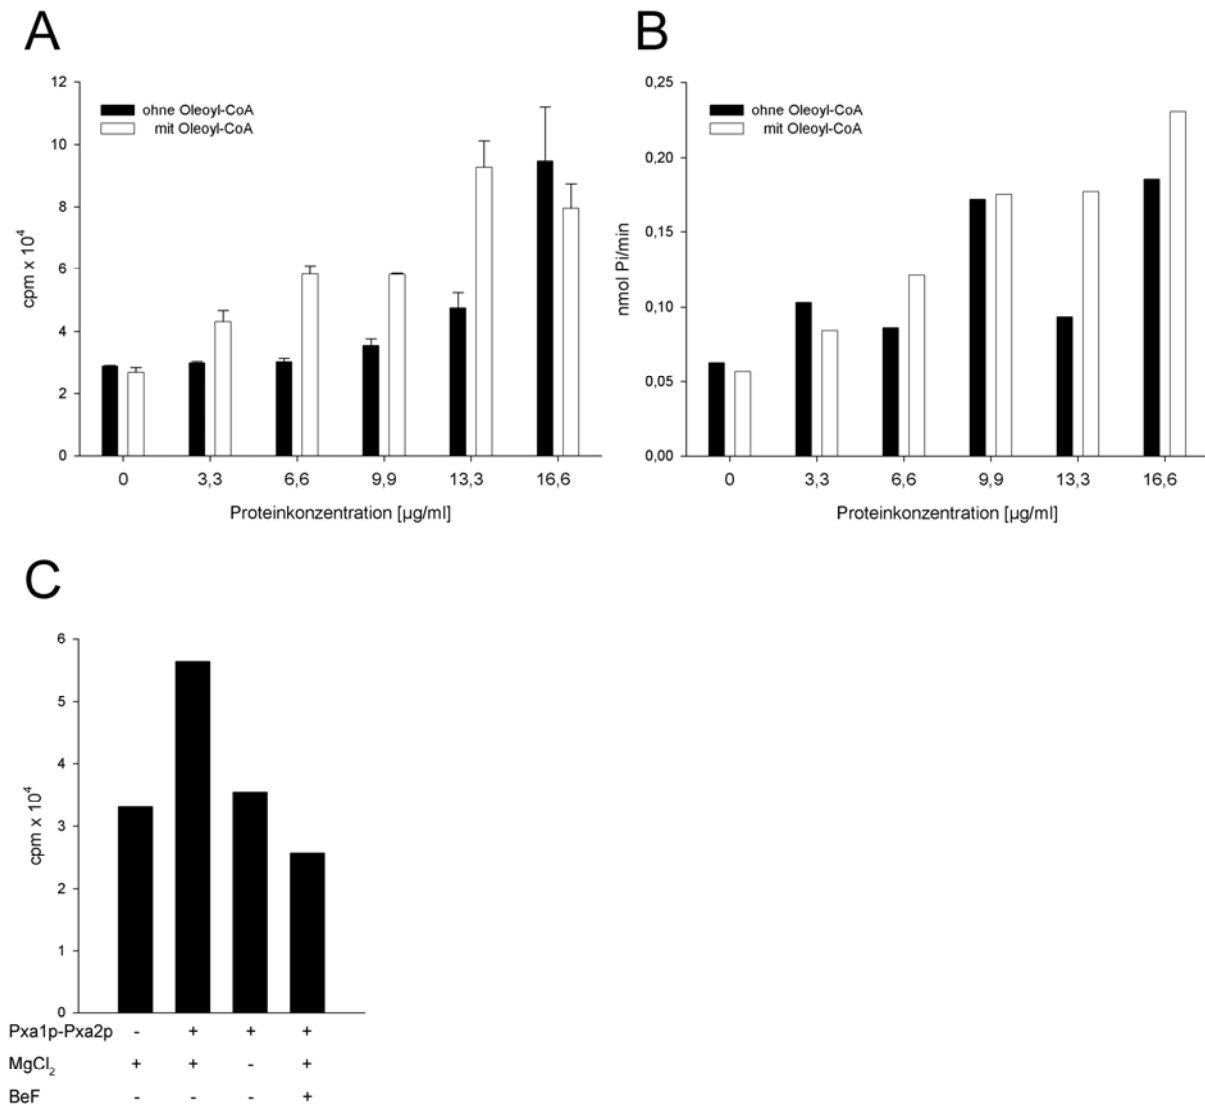 A
12
10
8
6
4
2
0
cpm x 10⁴
ohne Oleoyl-CoA
mit Oleoyl-CoA
0 3,3 6,6 9,9 13,3 16,6
Proteinkonzentration [µg/ml]
B
0,25
0,20
0,15
0,10
0,05
0,00
nmol Pi/min
ohne Oleoyl-CoA
mit Oleoyl-CoA
0 3,3 6,6 9,9 13,3 16,6
Proteinkonzentration [µg/ml]
C
6
5
4
3
2
1
0
cpm x 10⁴
Pxa1p-Pxa2p - + + +
MgCl₂ + + - +
BeF - - - +